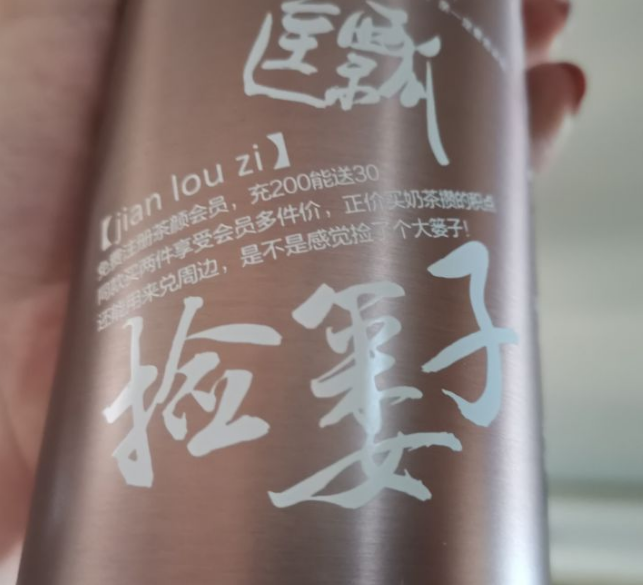 【jian lou zi】
免费注册茶颜会员，充200能送30
同款买两件享受会员多件价，正价买奶茶攒的积点
还能用来兑周边，是不是感觉捡了个大篓子！
捡篓子